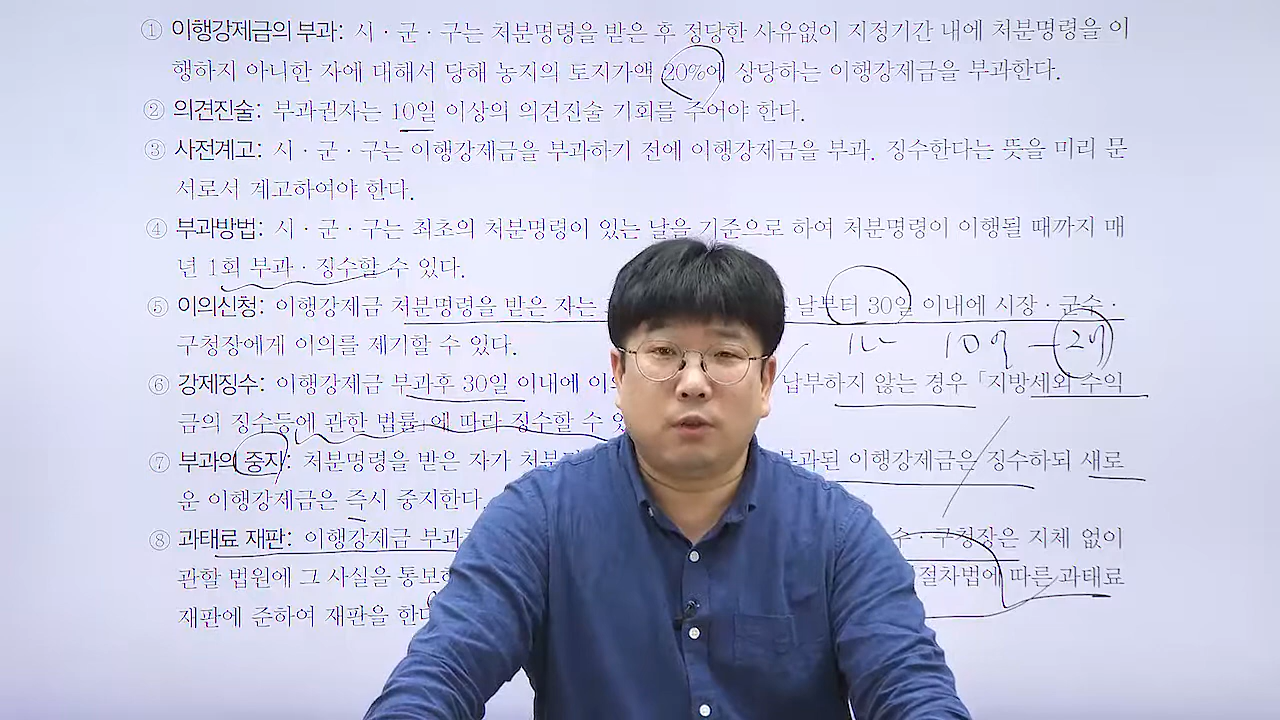 ① 이행강제금의 부과: 시·군·구는 처분명령을 받은 후 정당한 사유없이 지정기간 내에 처분명령을 이
행하지 아니한 자에 대해서 당해 농지의 토지가액 20%에 상당하는 이행강제금을 부과한다.
② 의견진술: 부과권자는 10일 이상의 의견진술 기회를 주어야 한다.
③ 사전계고: 시·군·구는 이행강제금을 부과하기 전에 이행강제금을 부과. 징수한다는 뜻을 미리 문
서로서 계고하여야 한다.
④ 부과방법: 시·군·구는 최초의 처분명령이 있는 날을 기준으로 하여 처분명령이 이행될 때까지 매
년 1회 부과·징수할 수 있다.
⑤ 이의신청: 이행강제금 처분명령을 받은 자는 날부터 30일 이내에 시장·군수·
구청장에게 이의를 제기할 수 있다. 10일
⑥ 강제징수: 이행강제금 부과후 30일 이내에 납부하지 않는 경우 「지방세외 수익
금의 징수등에 관한 법률」에 따라 징수할 수
⑦ 부과의 중지: 처분명령을 받은 자가 부과된 이행강제금은 징수하되 새로
운 이행강제금은 즉시 중지한다
⑧ 과태료 재판: 이행강제금 구청장은 지체 없이
관할 법원에 그 사실을 절차법에 따른 과태료
재판에 준하여 재판을